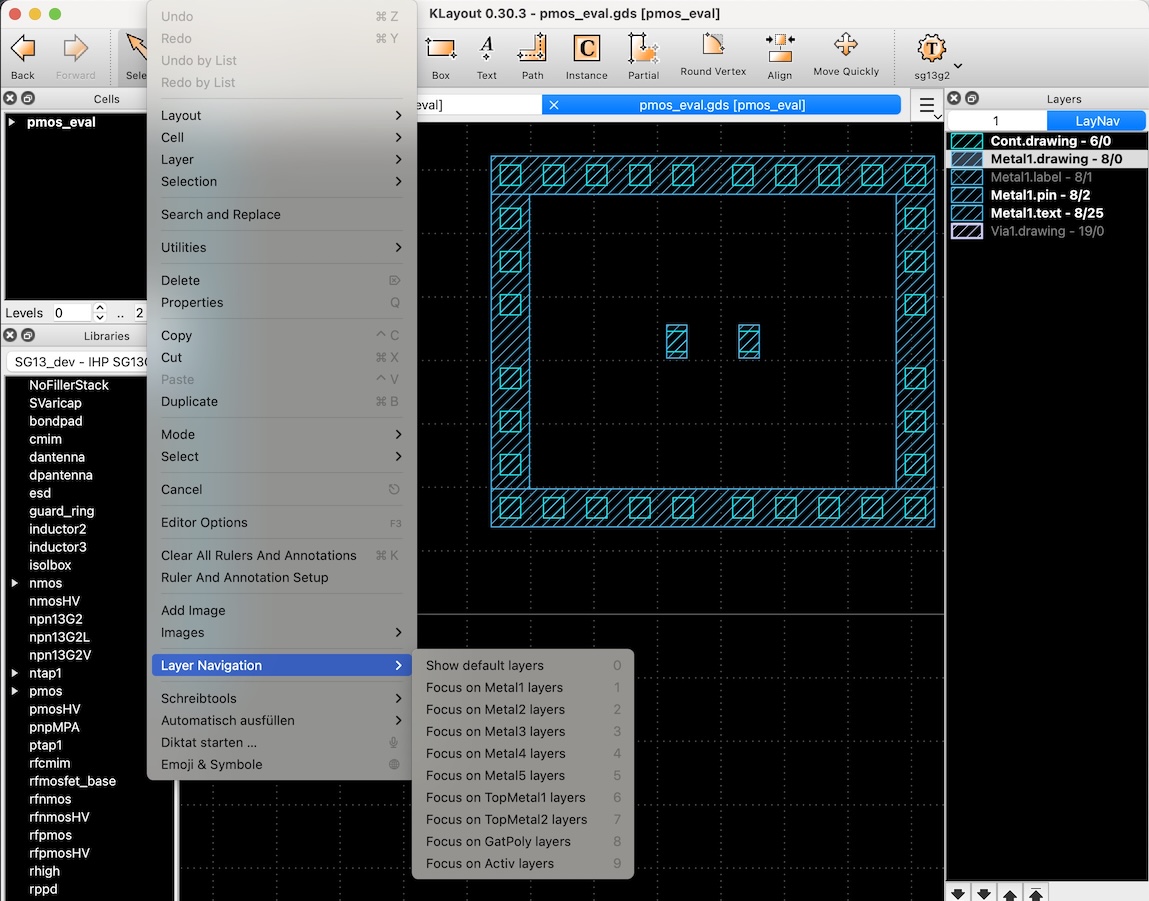 KLayout 0.30.3 - pmos_eval.gds [pmos_eval]
Back
Forward
Sele
Box
Text
Path
Instance
Partial
Round Vertex
Align
Move Quickly
sg13g2
Cells
pmos_eval
Levels 0 .. 2
Libraries
SG13_dev - IHP SG13
NoFillerStack
SVaricap
bondpad
cmim
dantenna
dpantenna
esd
guard_ring
inductor2
inductor3
isolbox
nmos
nmosHV
npn13G2
npn13G2L
npn13G2V
ntap1
pmos
pmosHV
pnpMPA
ptap1
rfcmim
rfmosfet_base
rfnmos
rfnmosHV
rfpmos
rfpmosHV
rhigh
rppd
Undo ⌘ Z
Redo ⌘ Y
Undo by List
Redo by List
Layout
Cell
Layer
Selection
Search and Replace
Utilities
Delete ⌦
Properties Q
Copy ^ C
Cut ⌘ X
Paste ^ V
Duplicate ⌘ B
Mode
Select
Cancel
Editor Options F3
Clear All Rulers And Annotations ⌘ K
Ruler And Annotation Setup
Add Image
Images
Layer Navigation
Schreibtools
Automatisch ausfüllen
Diktat starten ...
Emoji & Symbole
Show default layers 0
Focus on Metal1 layers 1
Focus on Metal2 layers 2
Focus on Metal3 layers 3
Focus on Metal4 layers 4
Focus on Metal5 layers 5
Focus on TopMetal1 layers 6
Focus on TopMetal2 layers 7
Focus on GatPoly layers 8
Focus on Activ layers 9
eval]
pmos_eval.gds [pmos_eval]
Layers
1
LayNav
Cont.drawing - 6/0
Metal1.drawing - 8/0
Metal1.label - 8/1
Metal1.pin - 8/2
Metal1.text - 8/25
Via1.drawing - 19/0